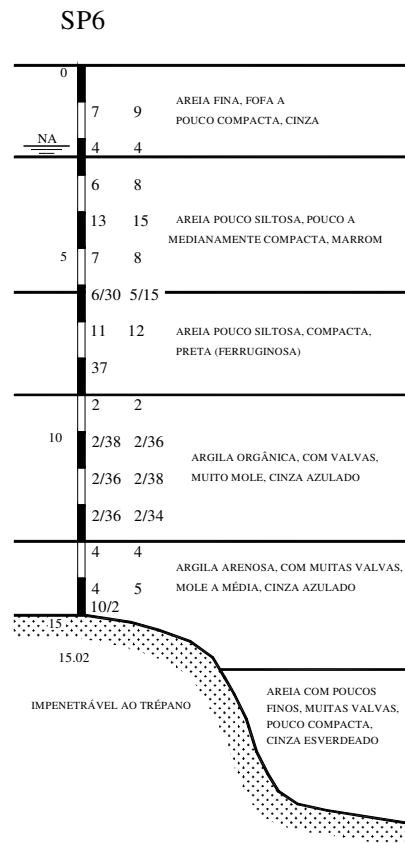 SP6
0
7 9
AREIA FINA, FOFA A
POUCO COMPACTA, CINZA
NA
4 4
6 8
13 15
AREIA POUCO SILTOSA, POUCO A
MEDIANAMENTE COMPACTA, MARROM
5
7 8
6/30 5/15
11 12
AREIA POUCO SILTOSA, COMPACTA,
PRETA (FERRUGINOSA)
37
2 2
10
2/38 2/36
ARGILA ORGÂNICA, COM VALVAS,
MUITO MOLE, CINZA AZULADO
2/36 2/38
2/36 2/34
4 4
ARGILA ARENOSA, COM MUITAS VALVAS,
MOLE A MÉDIA, CINZA AZULADO
4 5
10/2
15
15.02
IMPENETRÁVEL AO TRÉPANO
AREIA COM POUCOS
FINOS, MUITAS VALVAS,
POUCO COMPACTA,
CINZA ESVERDEADO